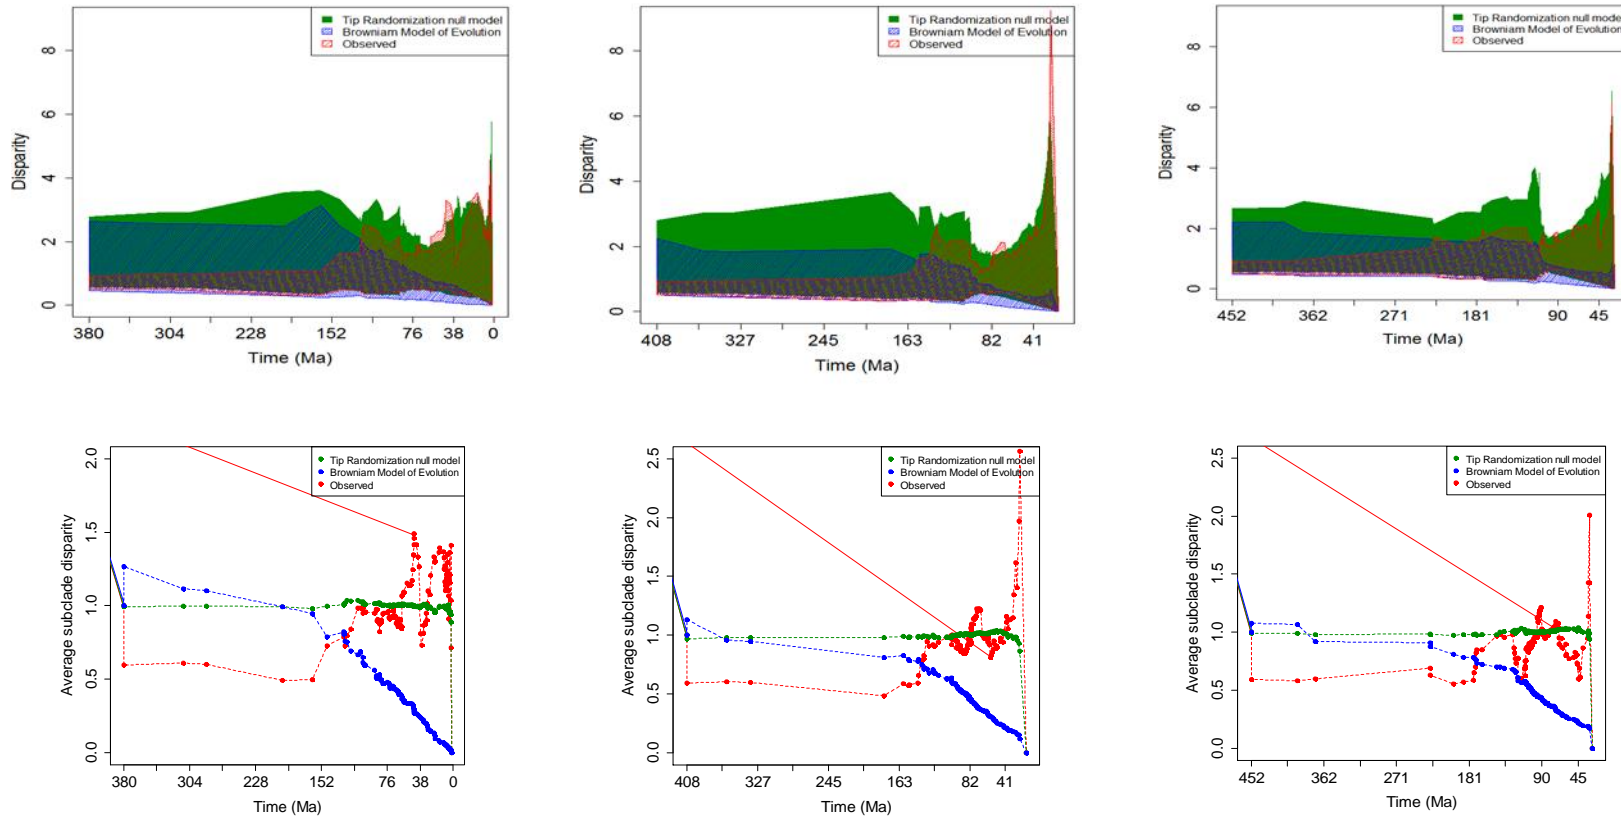 Tip Randomization null model
Browniam Model of Evolution
Observed
8
6
4
2
0
Disparity
380
304
228
152
76
38
0
Time (Ma)
Tip Randomization null model
Browniam Model of Evolution
Observed
8
6
4
2
0
Disparity
408
327
245
163
82
41
Time (Ma)
Tip Randomization null model
Browniam Model of Evolution
Observed
8
6
4
2
0
Disparity
452
362
271
181
90
45
Time (Ma)
Tip Randomization null model
Browniam Model of Evolution
Observed
2.0
1.5
1.0
0.5
0.0
Average subclade disparity
380
304
228
152
76
38
0
Time (Ma)
Tip Randomization null model
Browniam Model of Evolution
Observed
2.5
2.0
1.5
1.0
0.5
0.0
Average subclade disparity
408
327
245
163
82
41
Time (Ma)
Tip Randomization null model
Browniam Model of Evolution
Observed
2.5
2.0
1.5
1.0
0.5
0.0
Average subclade disparity
452
362
271
181
90
45
Time (Ma)